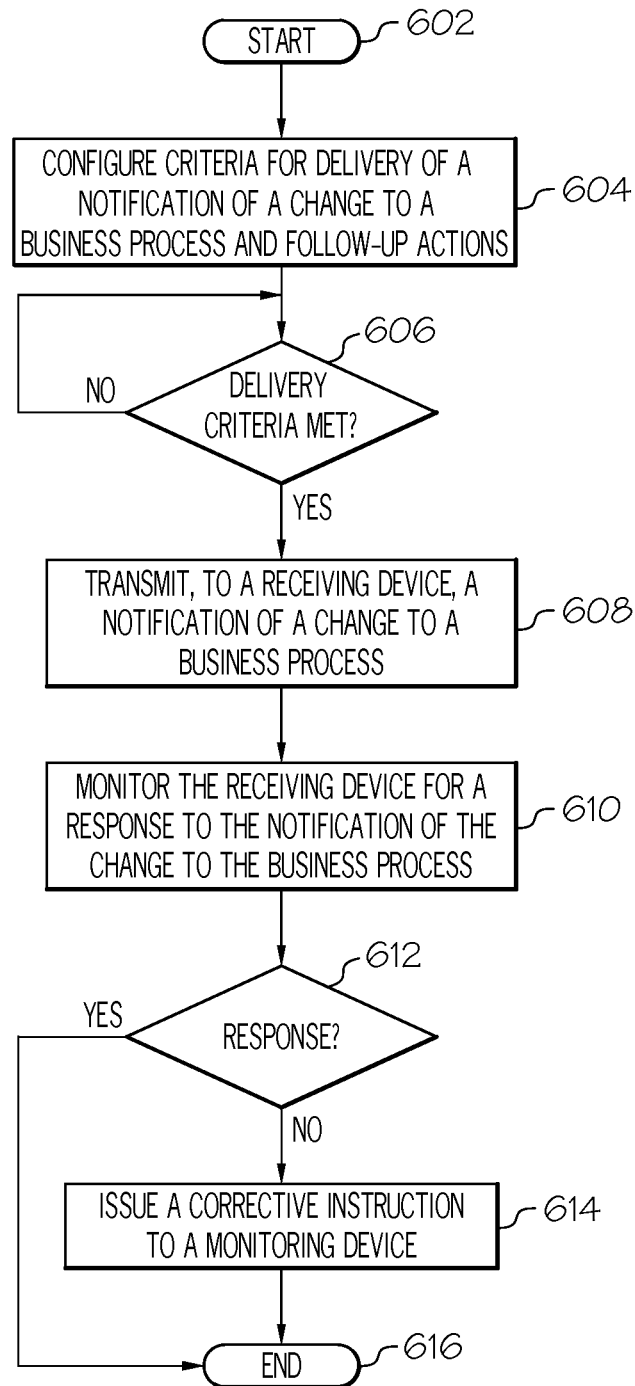 START
602
CONFIGURE CRITERIA FOR DELIVERY OF A
NOTIFICATION OF A CHANGE TO A
BUSINESS PROCESS AND FOLLOW-UP ACTIONS
604
606
DELIVERY
CRITERIA MET?
NO
YES
TRANSMIT, TO A RECEIVING DEVICE, A
NOTIFICATION OF A CHANGE TO A
BUSINESS PROCESS
608
MONITOR THE RECEIVING DEVICE FOR A
RESPONSE TO THE NOTIFICATION OF THE
CHANGE TO THE BUSINESS PROCESS
610
612
YES
RESPONSE?
NO
ISSUE A CORRECTIVE INSTRUCTION
TO A MONITORING DEVICE
614
END
616